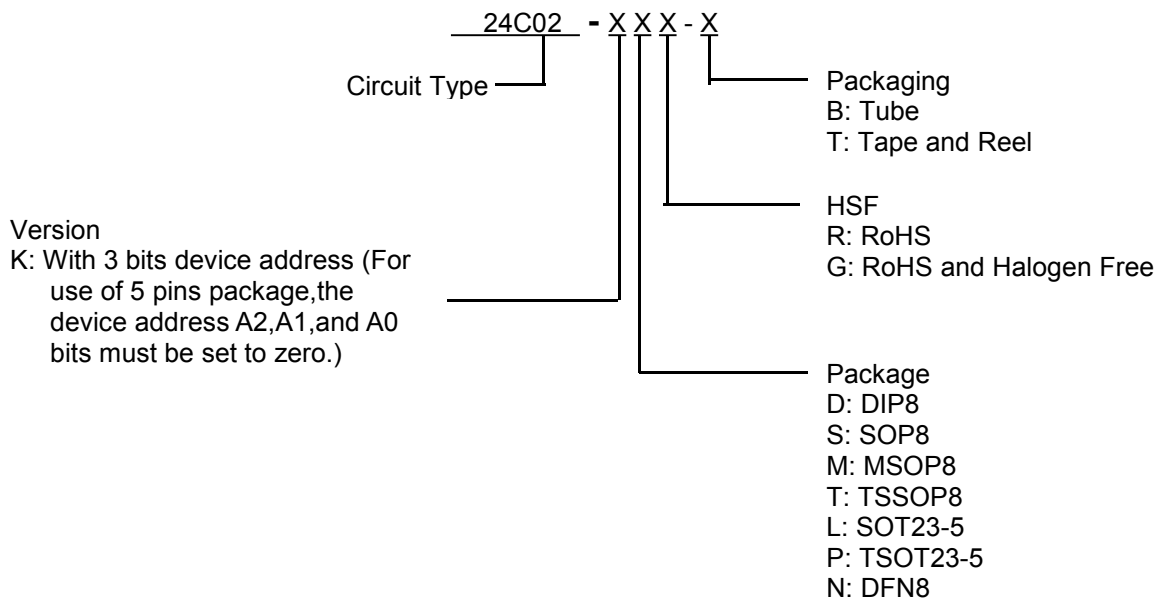 24C02 - X X X - X
Circuit Type
Packaging
B: Tube
T: Tape and Reel
HSF
R: RoHS
G: RoHS and Halogen Free
Version
K: With 3 bits device address (For
use of 5 pins package,the
device address A2,A1,and A0
bits must be set to zero.)
Package
D: DIP8
S: SOP8
M: MSOP8
T: TSSOP8
L: SOT23-5
P: TSOT23-5
N: DFN8